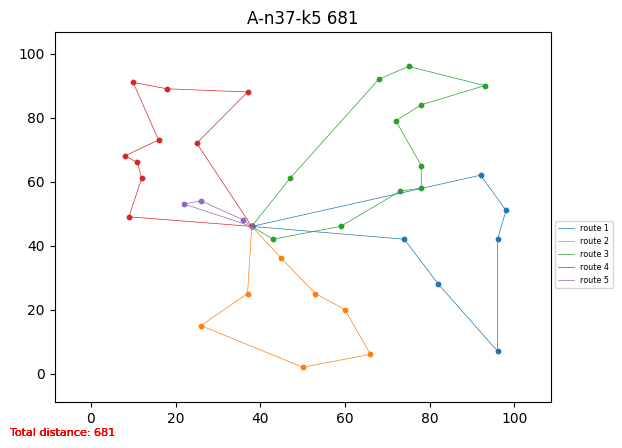 A-n37-k5 681
100
80
60
40
20
0
0 20 40 60 80 100
route 1
route 2
route 3
route 4
route 5
Total distance: 681